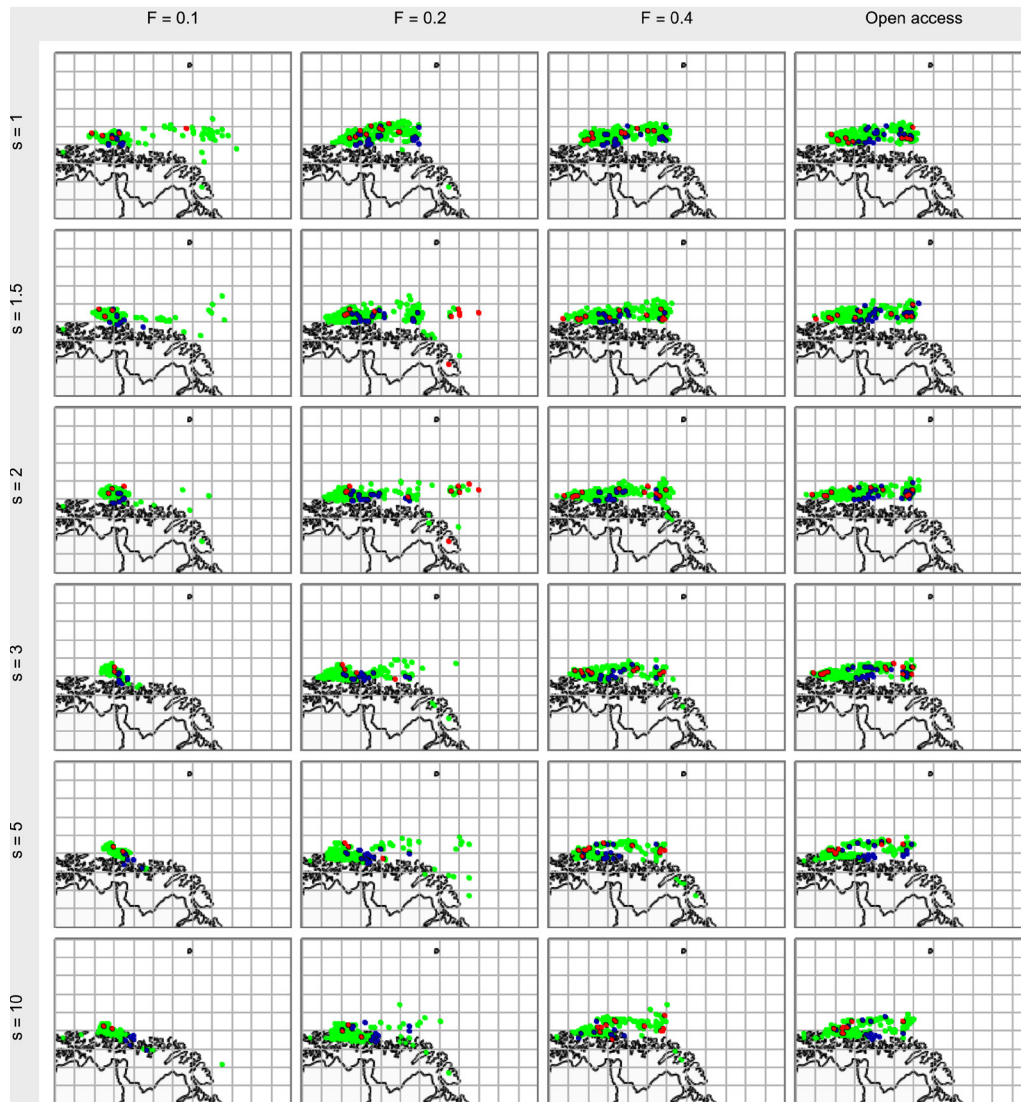 F = 0.1 F = 0.2 F = 0.4 Open access
s = 1
s = 1.5
s = 2
s = 3
s = 5
s = 10